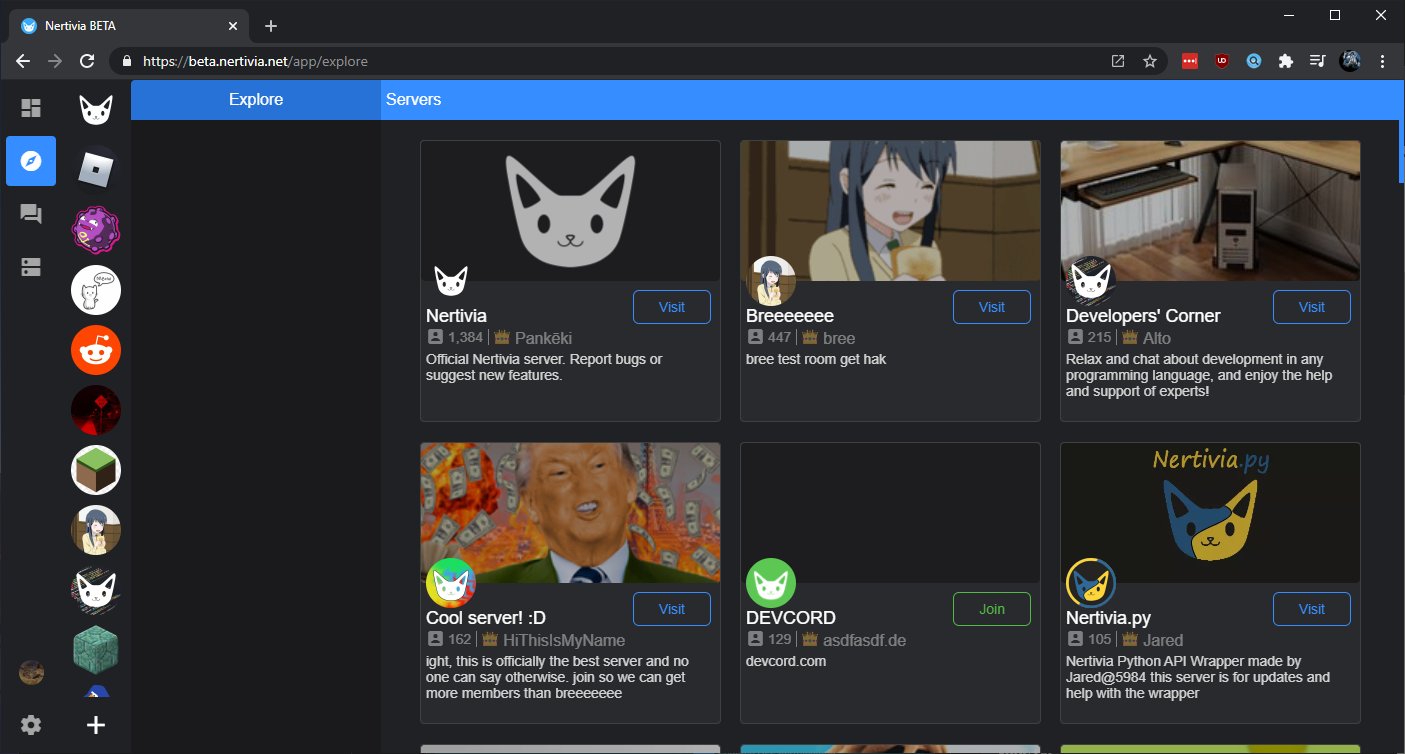 Nertivia BETA
https://beta.nertivia.net/app/explore
Explore
Servers
Nertivia
Visit
1,384
Pankēki
Official Nertivia server. Report bugs or
suggest new features.
Breeeeeee
Visit
447
bree
bree test room get hak
Developers' Corner
Visit
215
Alto
Relax and chat about development in any
programming language, and enjoy the help
and support of experts!
Cool server! :D
Visit
162
HiThisIsMyName
ight, this is officially the best server and no
one can say otherwise. join so we can get
more members than breeeeeee
DEVCORD
Join
129
asdfasdf.de
devcord.com
Nertivia.py
Nertivia.py
Visit
105
Jared
Nertivia Python API Wrapper made by
Jared@5984 this server is for updates and
help with the wrapper